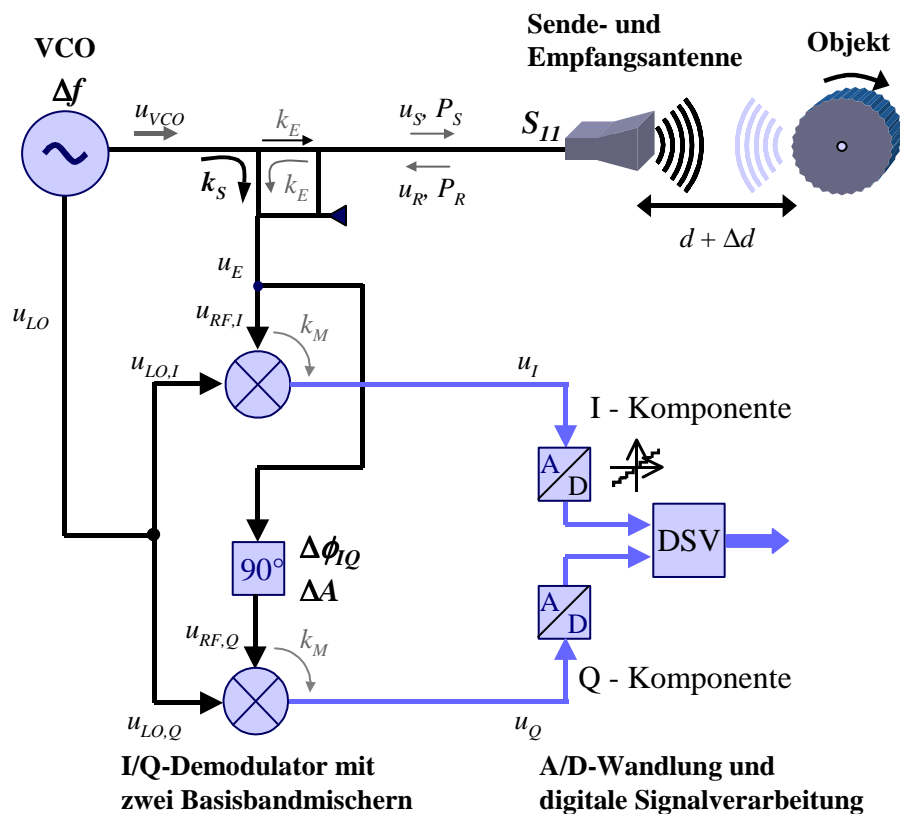 VCO
Δf
u_VCO
k_E
k_S
k_E
u_S, P_S
u_R, P_R
S_11
Sende- und
Empfangsantenne
Objekt
d + Δd
u_E
u_LO
u_RF,I
k_M
u_LO,I
u_I
I - Komponente
A
D
DSV
90°
Δϕ_IQ
ΔA
A
D
u_RF,Q
k_M
Q - Komponente
u_LO,Q
u_Q
I/Q-Demodulator mit
zwei Basisbandmischern
A/D-Wandlung und
digitale Signalverarbeitung